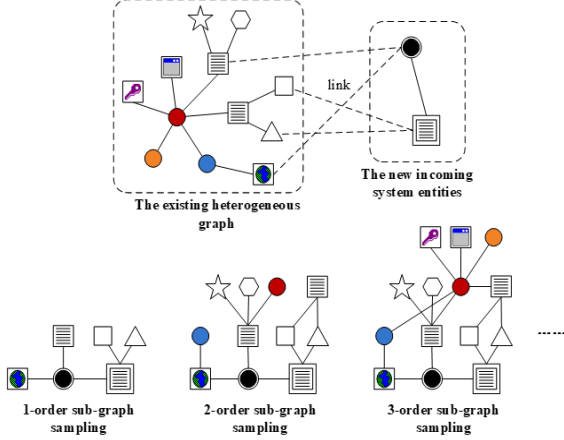 link
The existing heterogeneous
graph
The new incoming
system entities
1-order sub-graph
sampling
2-order sub-graph
sampling
3-order sub-graph
sampling